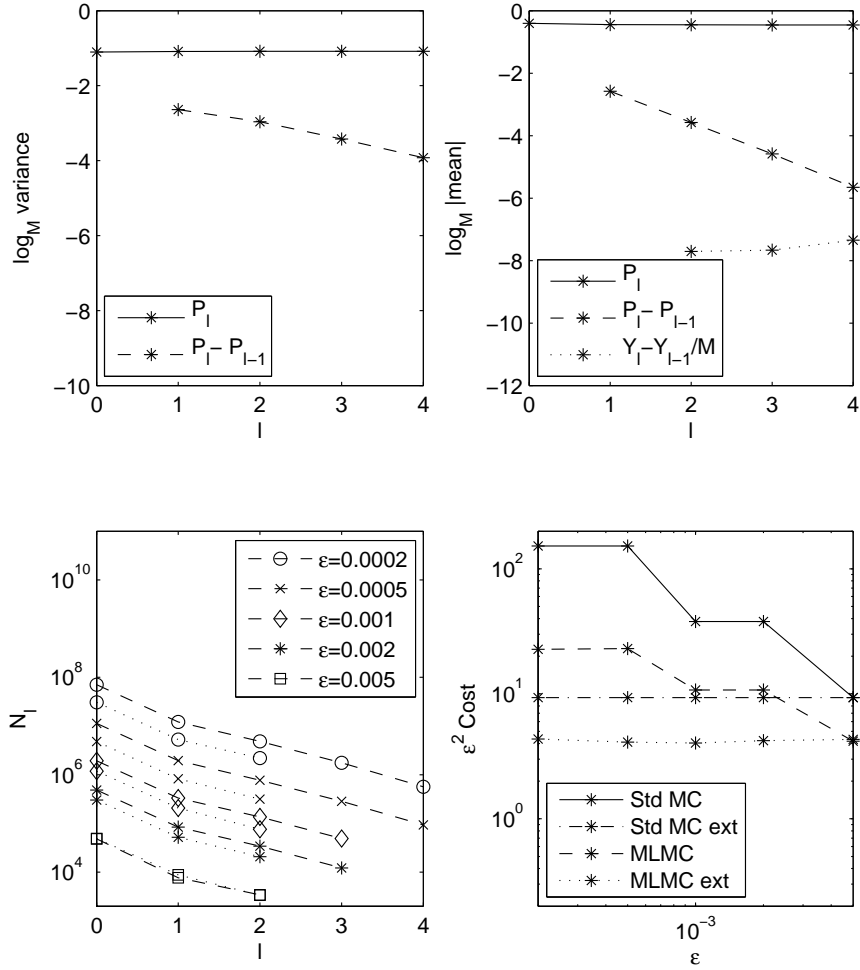 0
−2
−4
−6
−8
−10
0 1 2 3 4
l
log_M variance
P_l
P_l− P_{l−1}
0
−2
−4
−6
−8
−10
−12
0 1 2 3 4
l
log_M |mean|
P_l
P_l− P_{l−1}
Y_l−Y_{l−1}/M
10^10
10^8
10^6
10^4
0 1 2 3 4
l
N_l
ε=0.0002
ε=0.0005
ε=0.001
ε=0.002
ε=0.005
10^2
10^1
10^0
10^−3
ε
ε^2 Cost
Std MC
Std MC ext
MLMC
MLMC ext